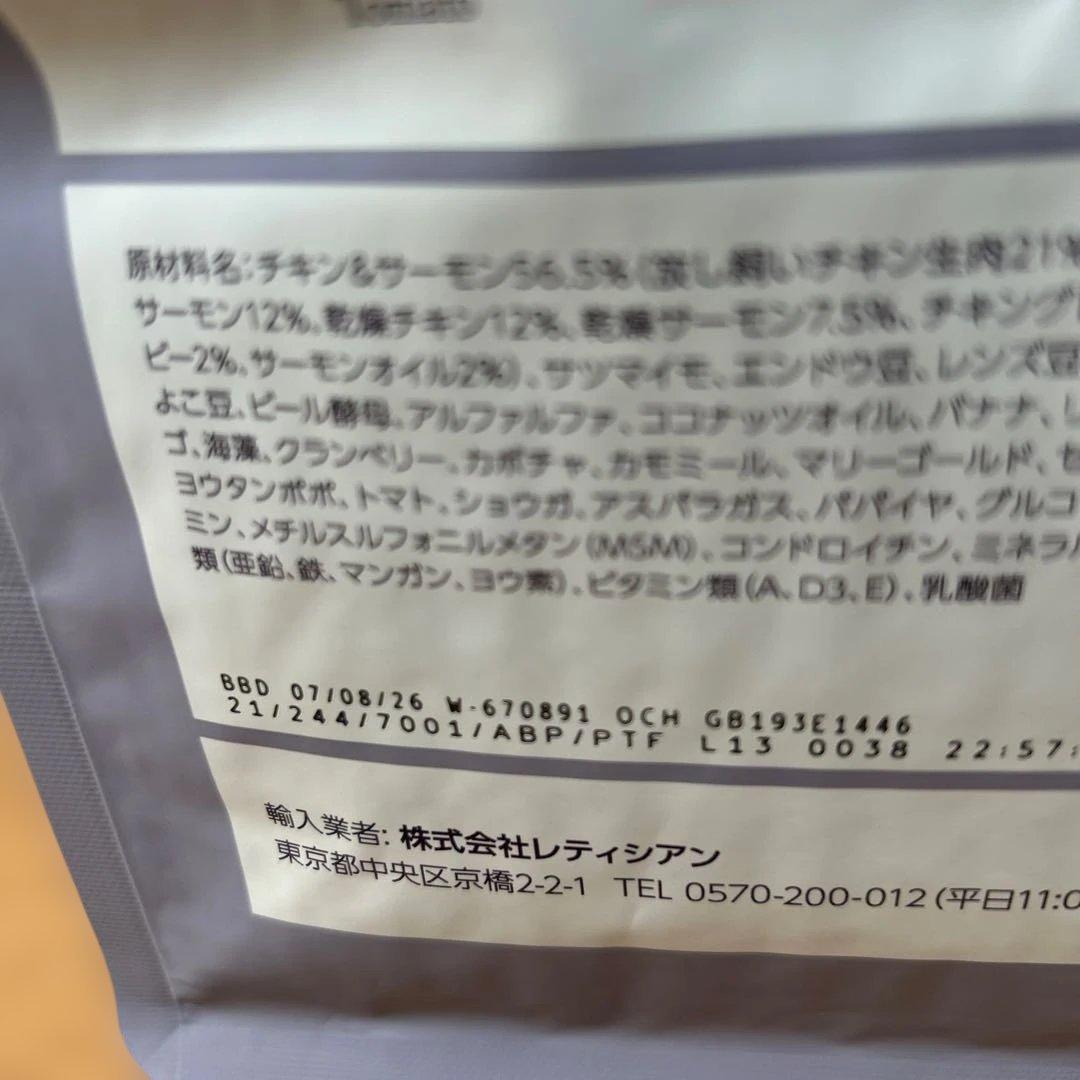 原材料名:チキン&サーモン56.5%(放し飼いチキン生肉21%
サーモン12%、乾燥チキン12%、乾燥サーモン7.5%、チキングレ
ビー2%、サーモンオイル2%)、サツマイモ、エンドウ豆、レンズ豆
よこ豆、ビール酵母、アルファルファ、ココナッツオイル、バナナ、
ゴ、海藻、クランベリー、カボチャ、カモミール、マリーゴールド、セ
ヨウタンポポ、トマト、ショウガ、アスパラガス、パパイヤ、グルコ
ミン、メチルスルフォニルメタン(MSM)、コンドロイチン、ミネラル
類(亜鉛、鉄、マンガン、ヨウ素)、ビタミン類(A、D3、E)、乳酸菌
BBD 07/08/26 W-670891 OCH GB193E1446
21/244/7001/ABP/PTF L13 0038 22:57:
輸入業者: 株式会社レティシアン
東京都中央区京橋2-2-1 TEL 0570-200-012(平日11:0